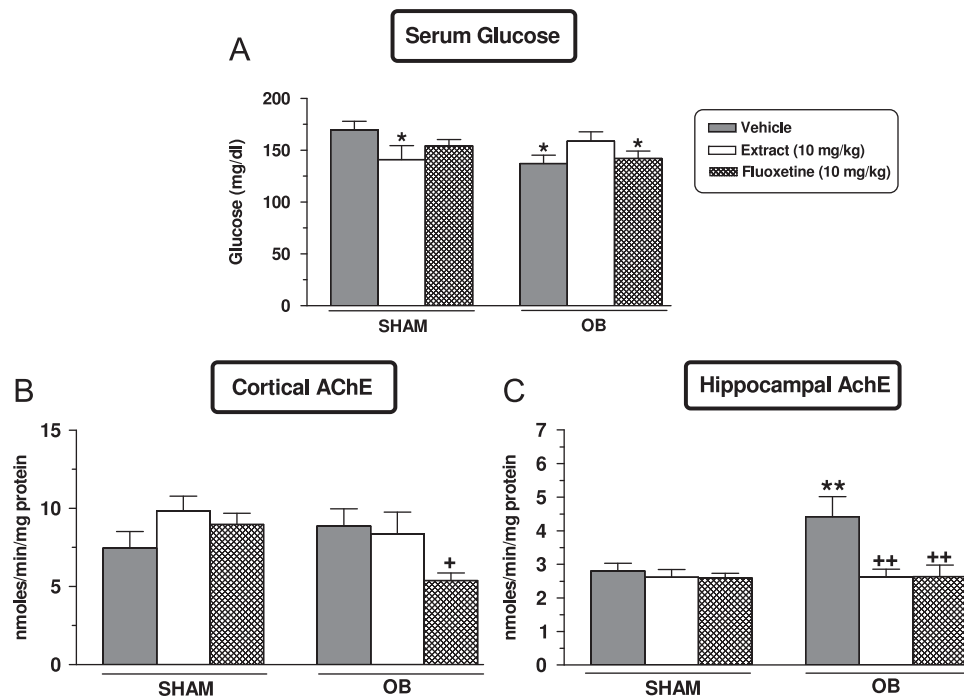 A
Serum Glucose
200
150
100
50
0
Glucose (mg/dl)
*
*
*
SHAM
OB
Vehicle
Extract (10 mg/kg)
Fluoxetine (10 mg/kg)
B
Cortical AChE
15
10
5
0
nmoles/min/mg protein
+
SHAM
OB
C
Hippocampal AchE
7
6
5
4
3
2
1
0
nmoles/min/mg protein
**
++
++
SHAM
OB